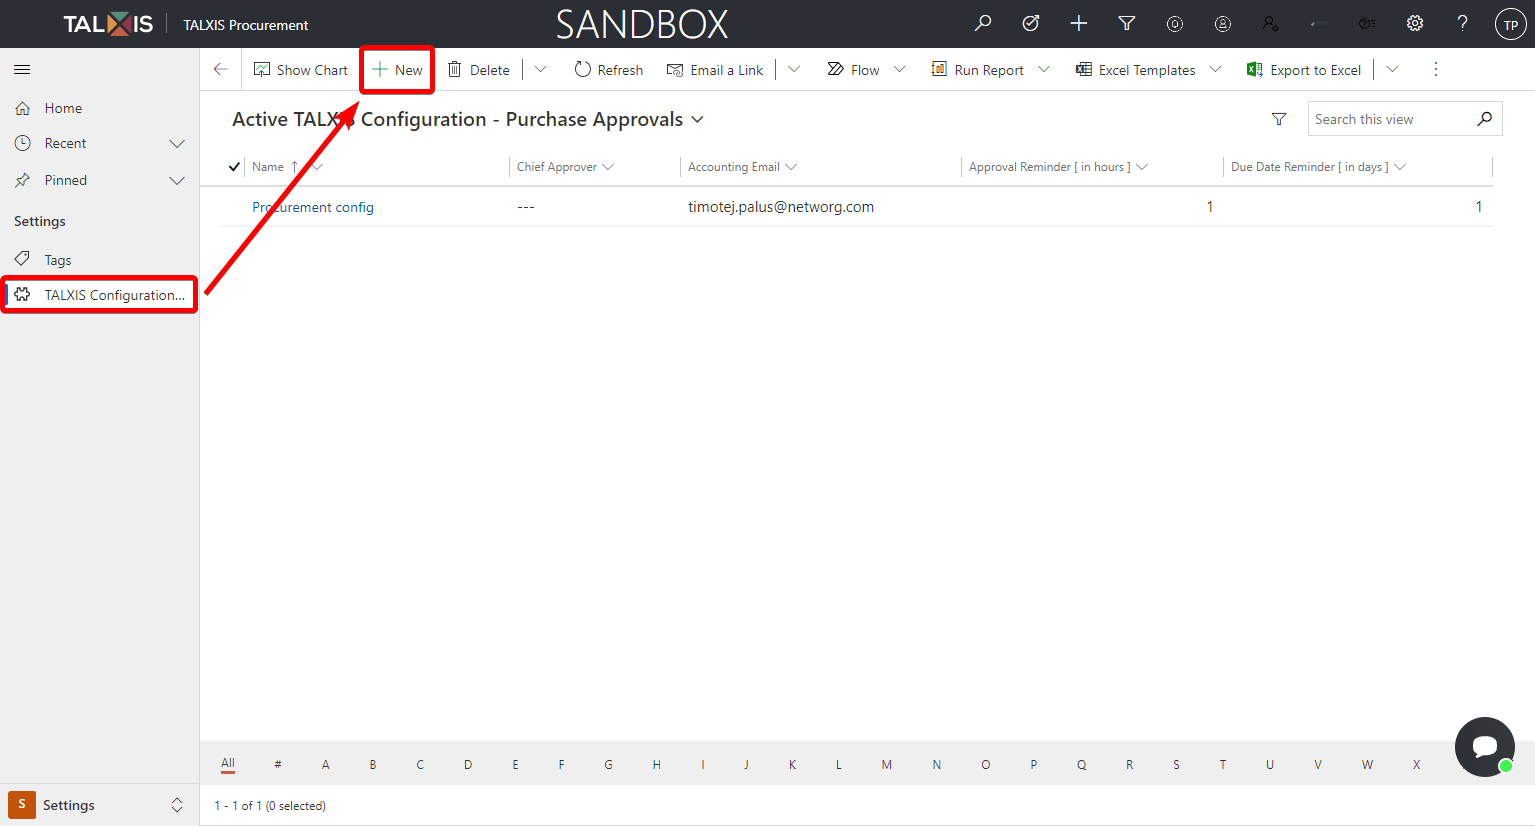 TALXIS
TALXIS Procurement
SANDBOX
TP
Show Chart
New
Delete
Refresh
Email a Link
Flow
Run Report
Excel Templates
Export to Excel
Home
Recent
Pinned
Settings
Tags
TALXIS Configuration...
Active TALXIS Configuration - Purchase Approvals
Search this view
Name ↑ Chief Approver Accounting Email Approval Reminder [ in hours ] Due Date Reminder [ in days ]
Procurement config --- timotej.palus@networg.com 1 1
All # A B C D E F G H I J K L M N O P Q R S T U V W X
S Settings
1 - 1 of 1 (0 selected)